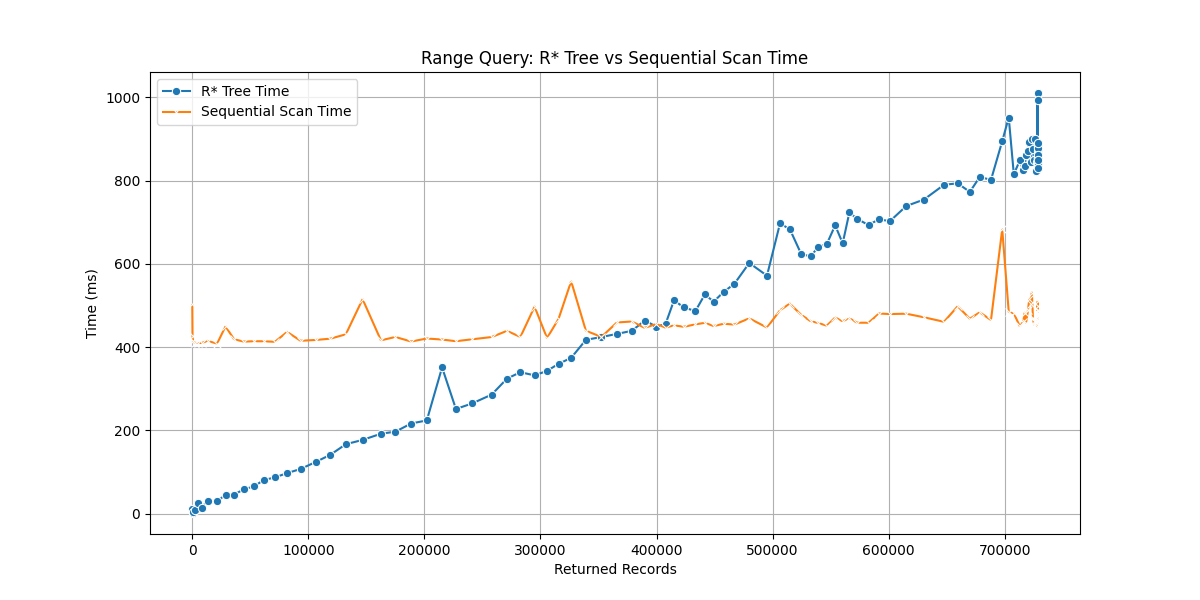 Range Query: R* Tree vs Sequential Scan Time
R* Tree Time
Sequential Scan Time
Time (ms)
1000
800
600
400
200
0
0 100000 200000 300000 400000 500000 600000 700000
Returned Records